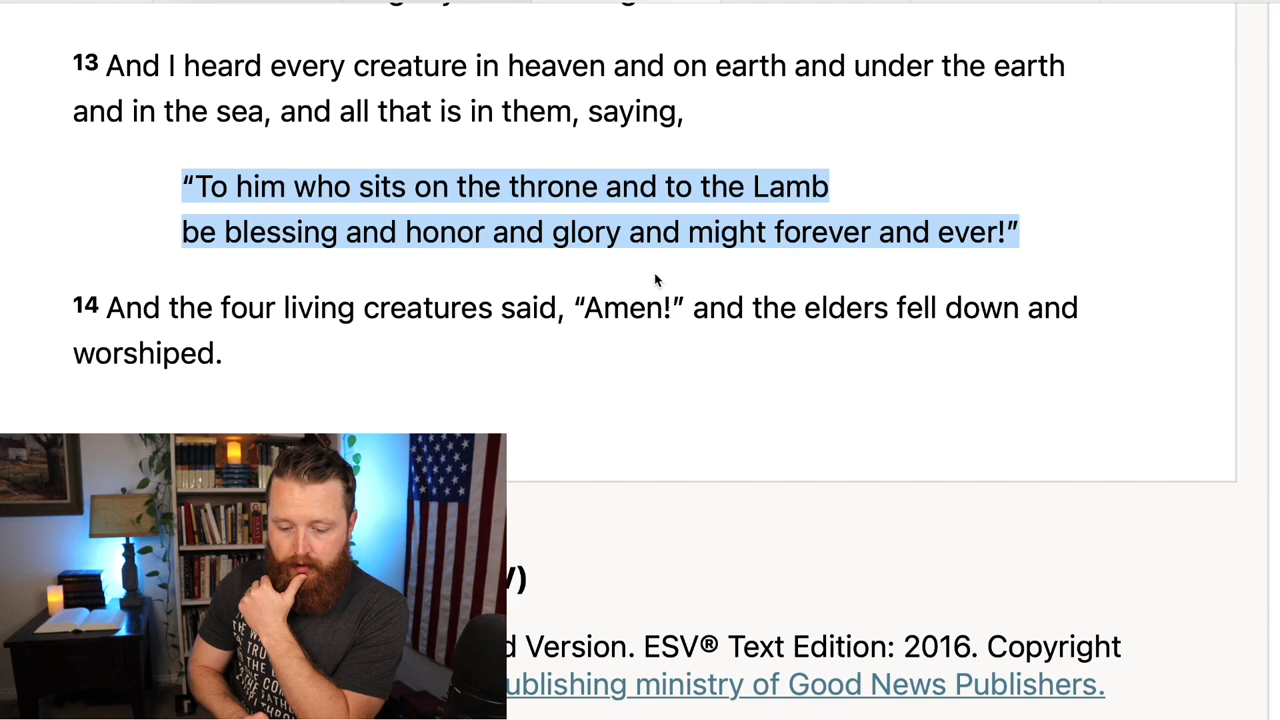 13 And I heard every creature in heaven and on earth and under the earth
and in the sea, and all that is in them, saying,
“To him who sits on the throne and to the Lamb
be blessing and honor and glory and might forever and ever!”
14 And the four living creatures said, “Amen!” and the elders fell down and
worshiped.
Version. ESV® Text Edition: 2016. Copyright
ministry of Good News Publishers.